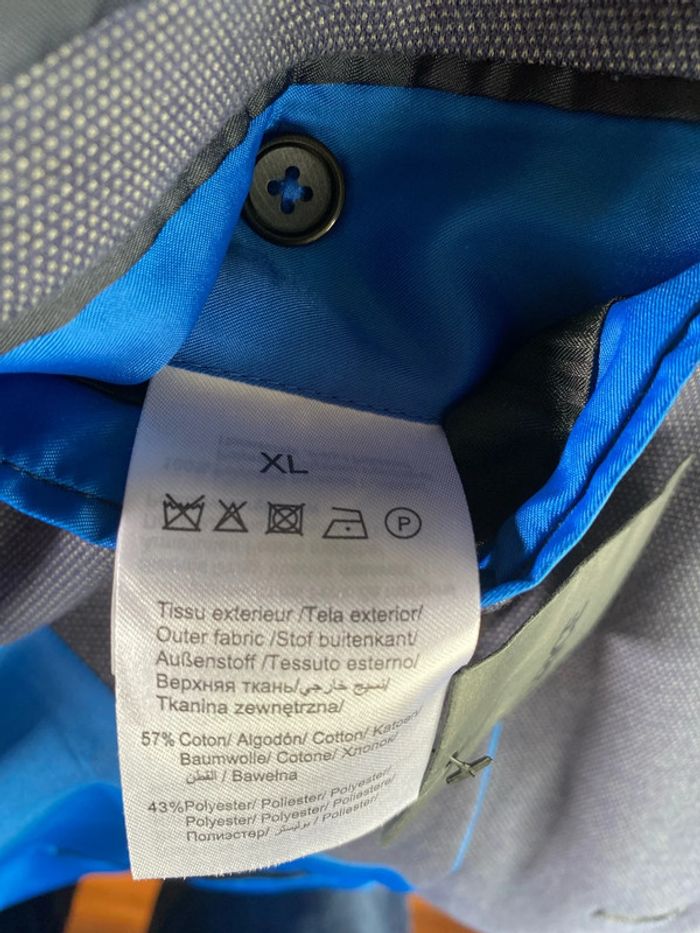 XL
P
Tissu exterieur /Tela exterior/
Outer fabric /Stof buitenkant/
Außenstoff /Tessuto esterno/
Верхняя ткань/نسيج خارجي/
Tkanina zewnętrzna/
57% Coton/ Algodón/ Cotton/ Katoen/
Baumwolle/ Cotone/ Хлопок/
القطن / Bawełna
43%Polyester/ Poliester/ Polyester/
Polyester/ Polyester/ Poliestere/
Полиэстер/ بوليستر / Poliester/